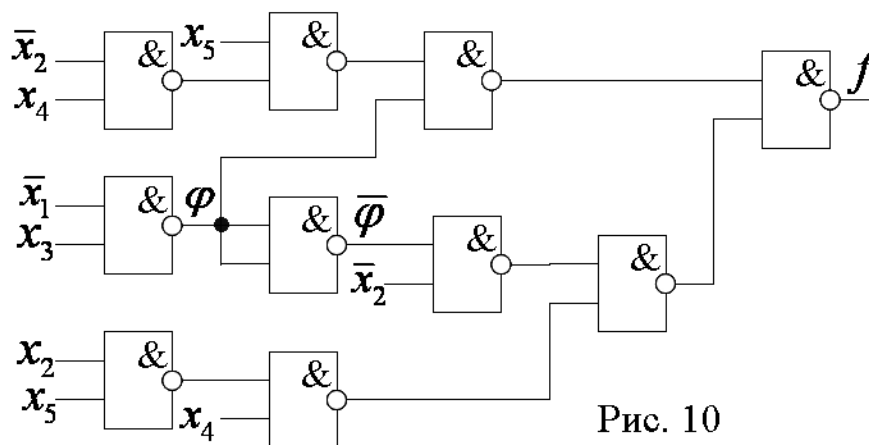 x̄₂ & x₅ & & & f
x₄
x̄₁ & φ & φ̄ & &
x₃ x̄₂
x₂ & &
x₅ x₄
Рис. 10